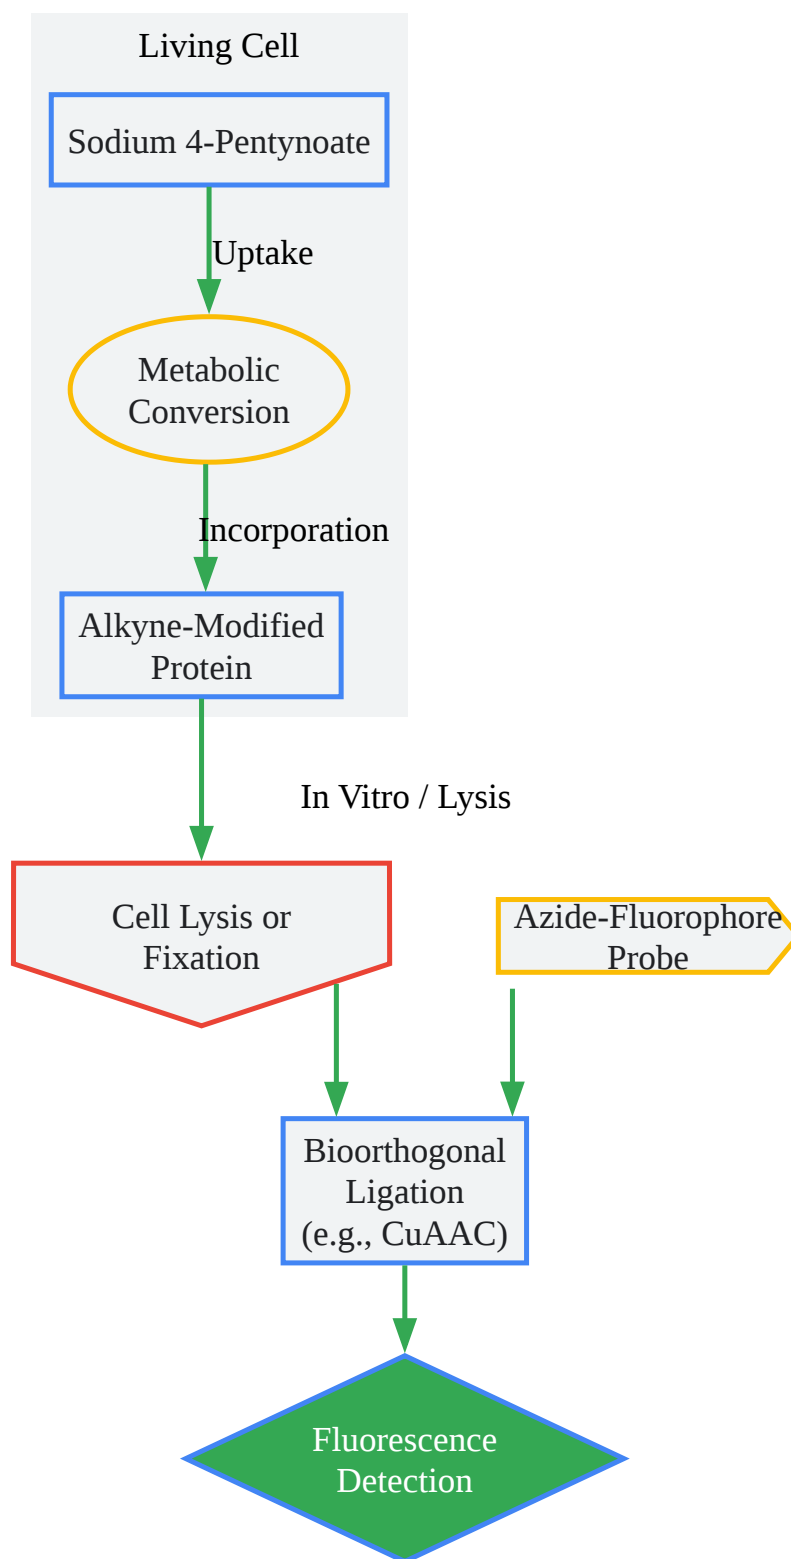 Living Cell
Sodium 4-Pentynoate
Uptake
Metabolic
Conversion
Incorporation
Alkyne-Modified
Protein
In Vitro / Lysis
Cell Lysis or
Fixation
Azide-Fluorophore
Probe
Bioorthogonal
Ligation
(e.g., CuAAC)
Fluorescence
Detection